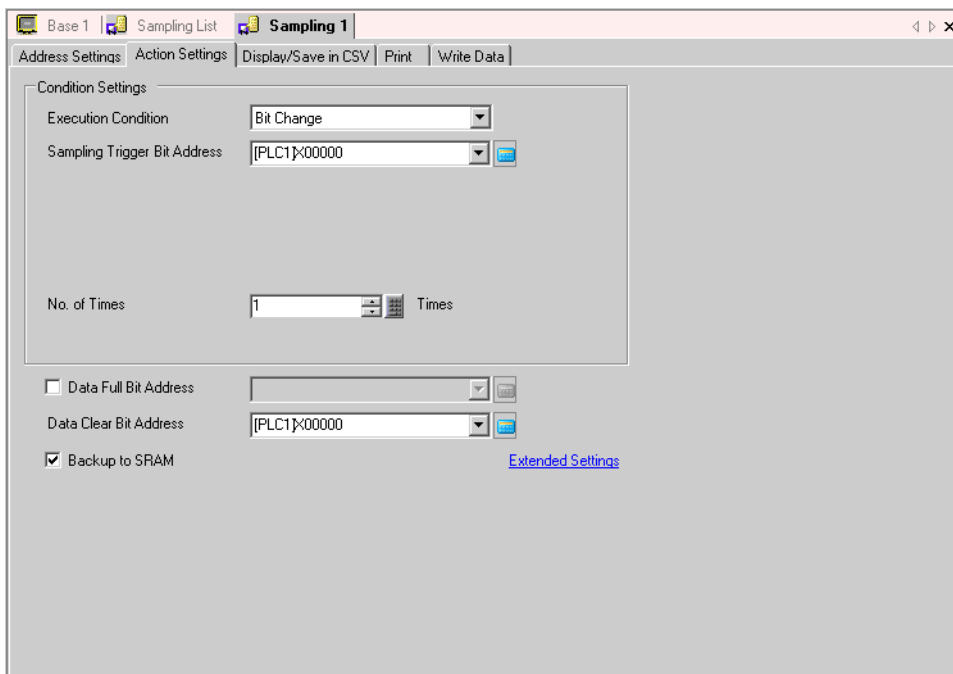 Base 1 Sampling List Sampling 1
Address Settings Action Settings Display/Save in CSV Print Write Data
Condition Settings
Execution Condition Bit Change
Sampling Trigger Bit Address [PLC1]X00000
No. of Times 1 Times
Data Full Bit Address
Data Clear Bit Address [PLC1]X00000
Backup to SRAM Extended Settings